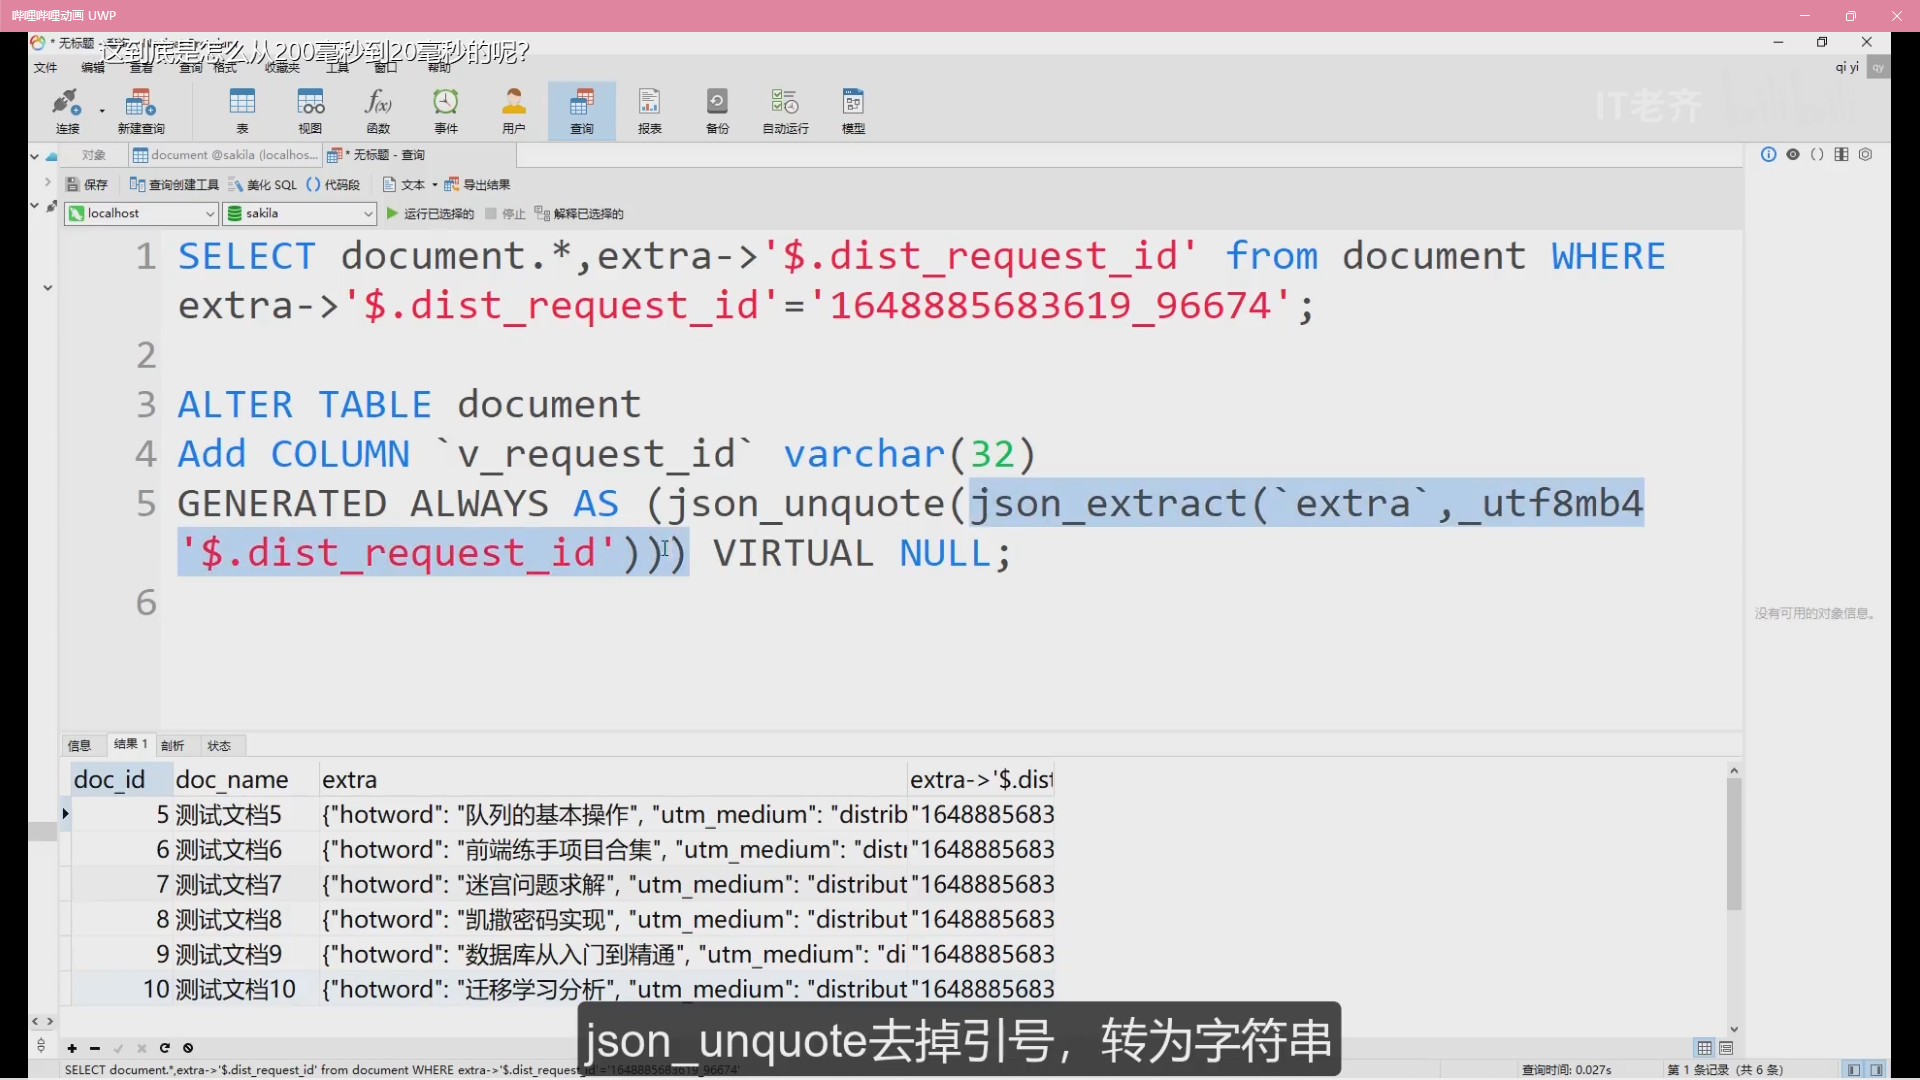 哔哩哔哩动画 UWP
这到底是怎么从200毫秒到20毫秒的呢?
* 无标题
文件 编辑 查看 查询 格式 收藏夹 工具 窗口 帮助
qi yi qy
连接 新建查询 表 视图 函数 事件 用户 查询 报表 备份 自动运行 模型
IT老齐 bilibili
对象 document @sakila (localhos... * 无标题 - 查询
保存 查询创建工具 美化 SQL () 代码段 文本 导出结果
localhost sakila 运行已选择的 停止 解释已选择的
1 SELECT document.*,extra->'$.dist_request_id' from document WHERE
extra->'$.dist_request_id'='1648885683619_96674';
2
3 ALTER TABLE document
4 Add COLUMN `v_request_id` varchar(32)
5 GENERATED ALWAYS AS (json_unquote(json_extract(`extra`,_utf8mb4
'$.dist_request_id'))) VIRTUAL NULL;
6
没有可用的对象信息。
信息 结果 1 剖析 状态
doc_id doc_name extra extra->'$.dist
5 测试文档5 {"hotword": "队列的基本操作", "utm_medium": "distrib "1648885683
6 测试文档6 {"hotword": "前端练手项目合集", "utm_medium": "distr "1648885683
7 测试文档7 {"hotword": "迷宫问题求解", "utm_medium": "distribut "1648885683
8 测试文档8 {"hotword": "凯撒密码实现", "utm_medium": "distribut "1648885683
9 测试文档9 {"hotword": "数据库从入门到精通", "utm_medium": "di "1648885683
10 测试文档10 {"hotword": "迁移学习分析", "utm_medium": "distribut "1648885683
json_unquote去掉引号，转为字符串
SELECT document.*,extra->'$.dist_request_id' from document WHERE extra->'$.dist_request_id'='1648885683619_96674'
查询时间: 0.027s 第 1 条记录 (共 6 条)